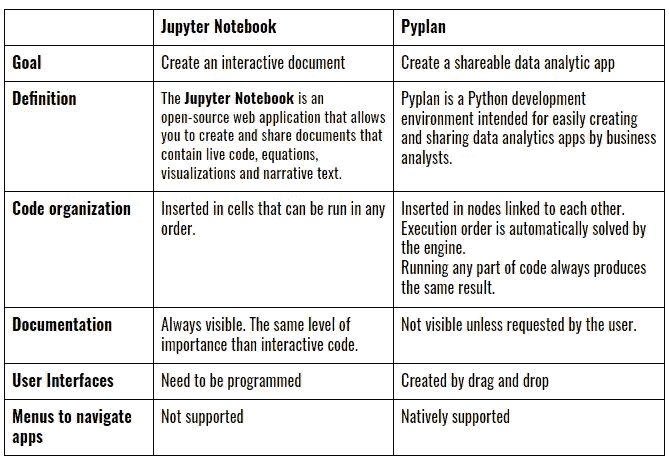 Jupyter Notebook
Pyplan
Goal
Create an interactive document
Create a shareable data analytic app
Definition
The Jupyter Notebook is an
open-source web application that allows
you to create and share documents that
contain live code, equations,
visualizations and narrative text.
Pyplan is a Python development
environment intended for easily creating
and sharing data analytics apps by business
analysts.
Code organization
Inserted in cells that can be run in any
order.
Inserted in nodes linked to each other.
Execution order is automatically solved by
the engine.
Running any part of code always produces
the same result.
Documentation
Always visible. The same level of
importance than interactive code.
Not visible unless requested by the user.
User Interfaces
Need to be programmed
Created by drag and drop
Menus to navigate
apps
Not supported
Natively supported